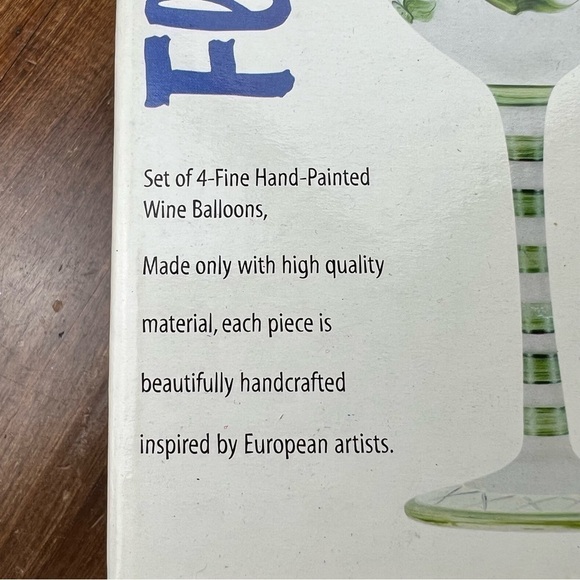 Set of 4-Fine Hand-Painted
Wine Balloons,
Made only with high quality
material, each piece is
beautifully handcrafted
inspired by European artists.